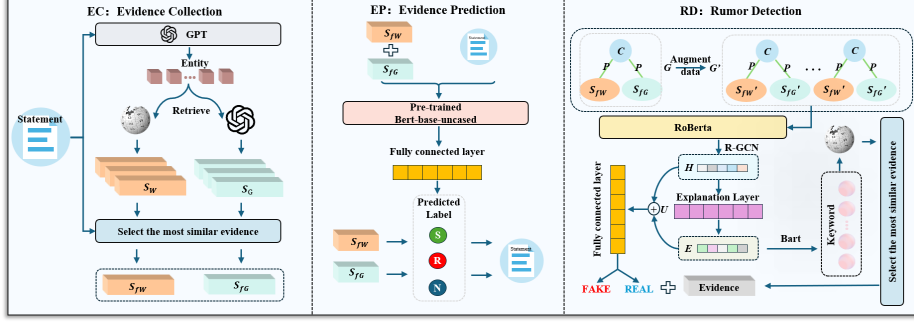 EC: Evidence Collection
GPT
Entity
Retrieve
Statement
S_W
S_G
Select the most similar evidence
S_fW
S_fG
EP: Evidence Prediction
S_fW
S_fG
Statement
Pre-trained
Bert-base-uncased
Fully connected layer
Predicted
Label
S_fW
S
R
Statement
S_fG
N
RD: Rumor Detection
C
P
P
S_fW
S_fG
G
Augment
data
G'
C
P
P
S_fW'
S_fG'
...
C
P
P
S_fW'
S_fG'
RoBerta
R-GCN
H
Explanation Layer
U
E
Bart
Fully connected layer
Keyword
Select the most similar evidence
FAKE
REAL
Evidence